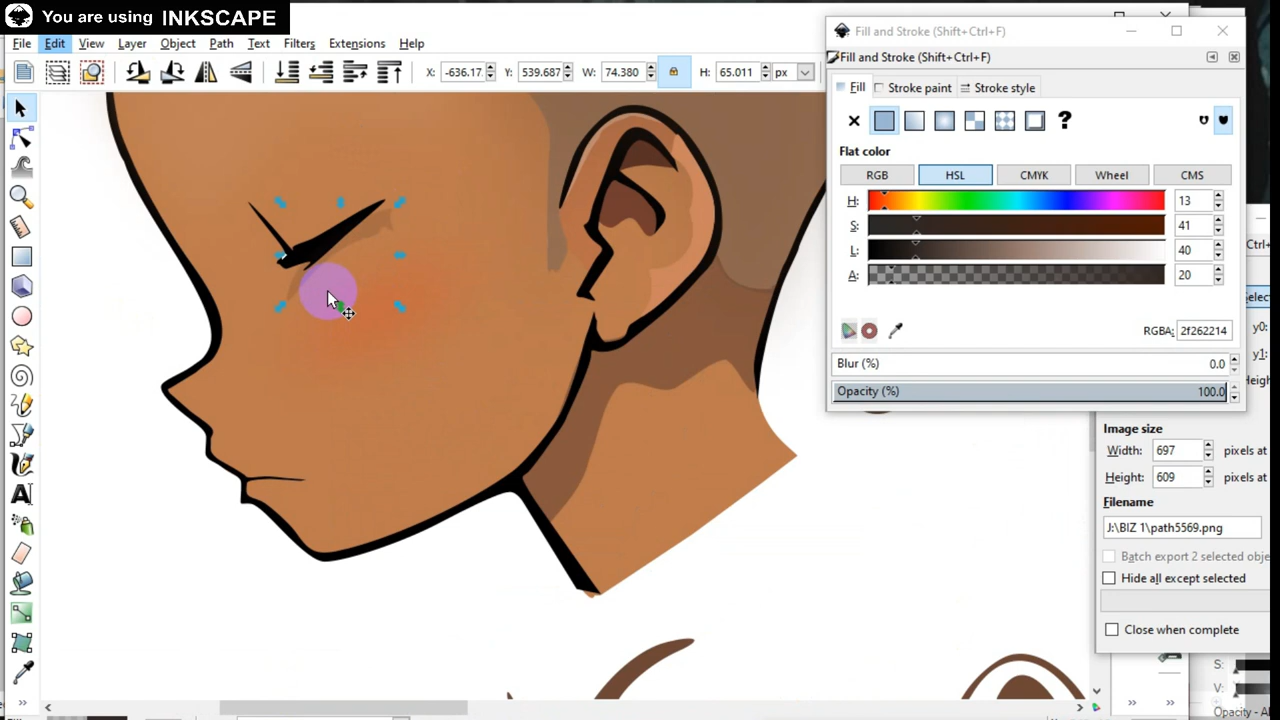 You are using INKSCAPE
File Edit View Layer Object Path Text Filters Extensions Help
X: -636.17 Y: 539.687 W: 74.380 H: 65.011 px
Fill and Stroke (Shift+Ctrl+F)
Fill and Stroke (Shift+Ctrl+F)
Fill Stroke paint Stroke style
?
Flat color
RGB HSL CMYK Wheel CMS
H: 13
S: 41
L: 40
A: 20
RGBA: 2f262214
Blur (%) 0.0
Opacity (%) 100.0
y0:
y1:
Image size
Width: 697 pixels at
Height: 609 pixels at
Filename
J:\BIZ 1\path5569.png
Batch export 2 selected obje
Hide all except selected
Close when complete
S:
V: